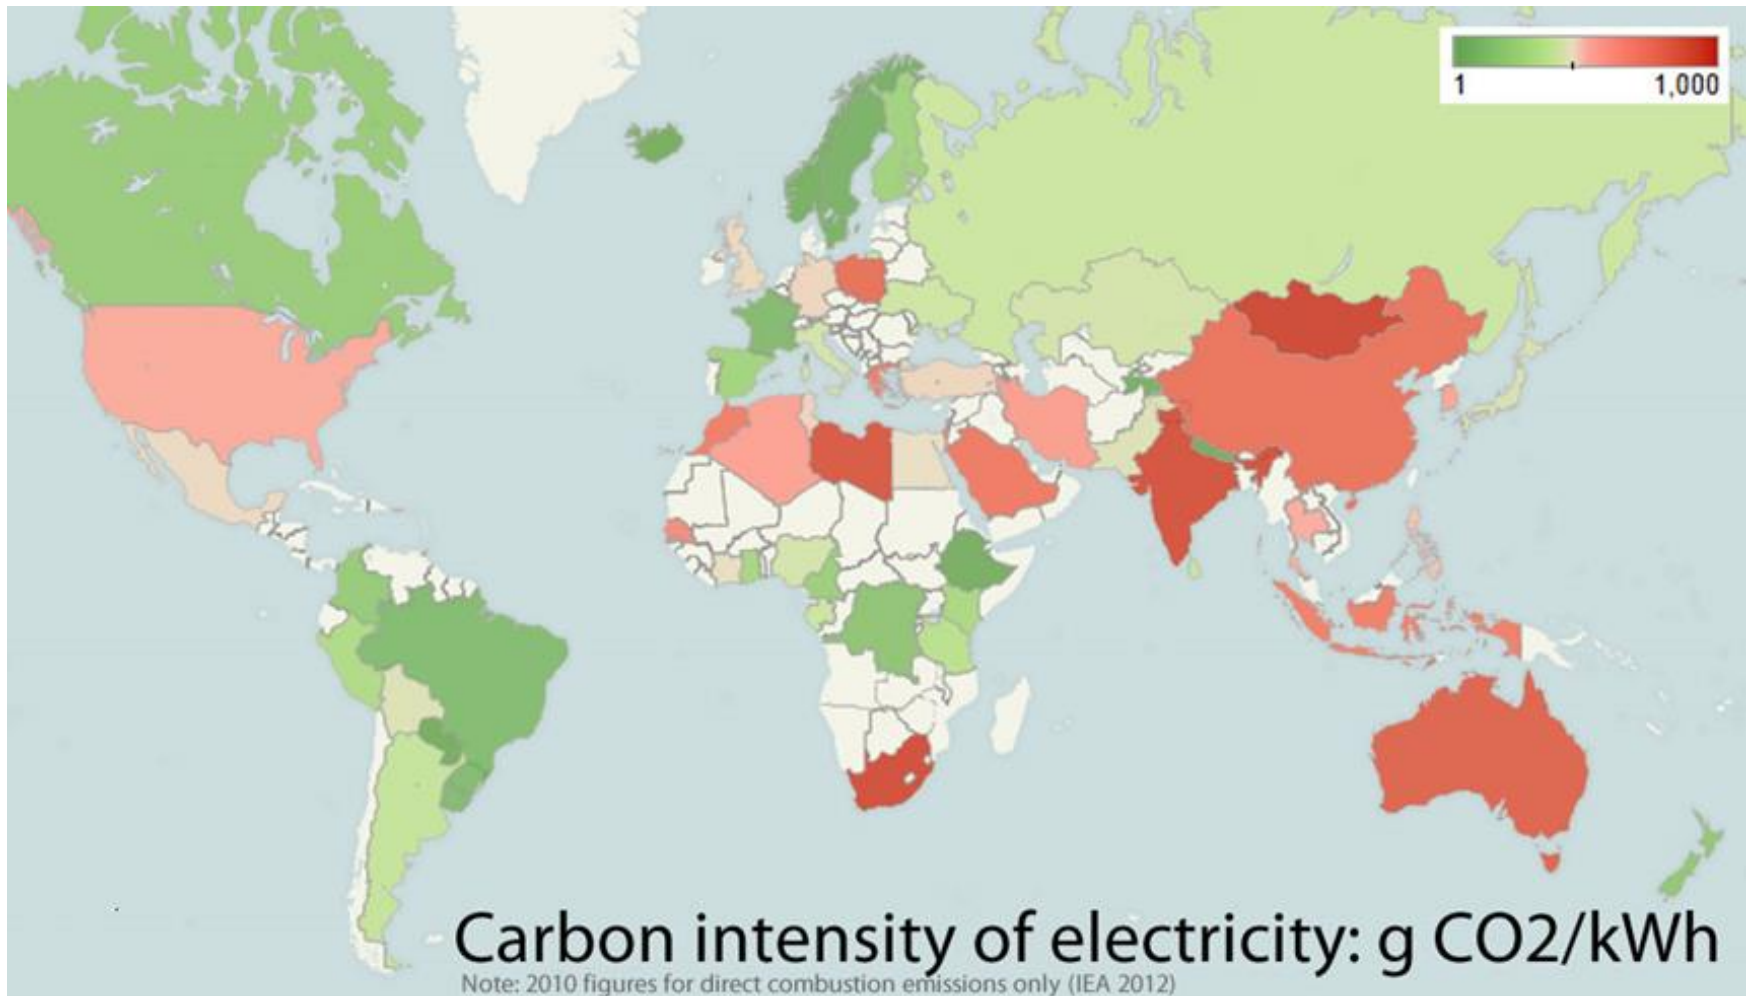 1 1,000
Carbon intensity of electricity: g CO2/kWh
Note: 2010 figures for direct combustion emissions only (IEA 2012)